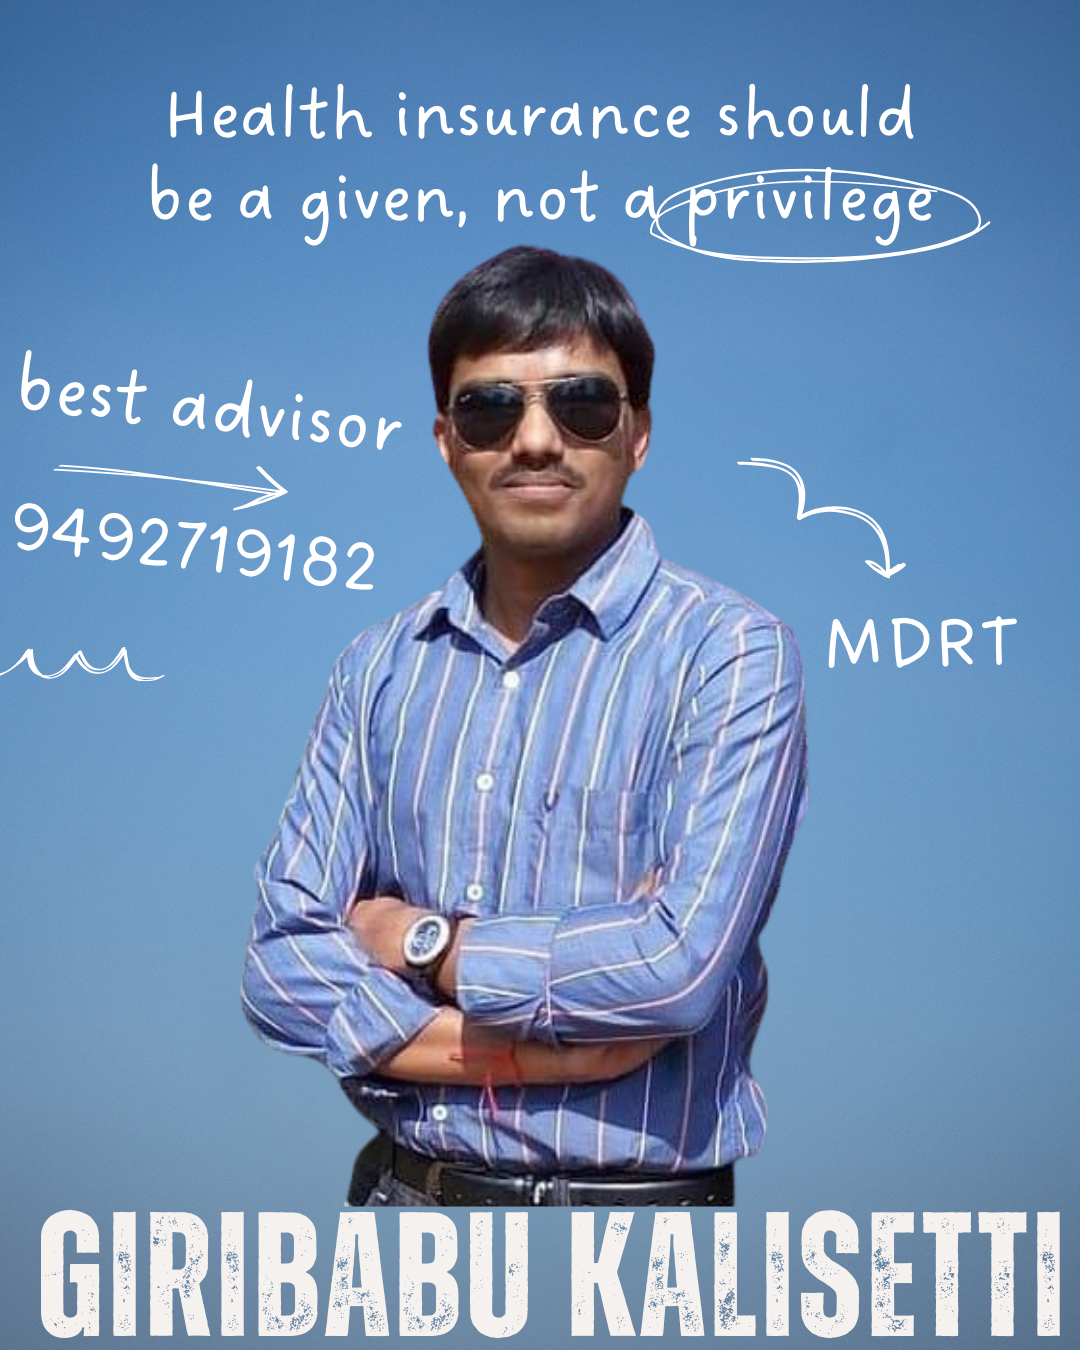 Health insurance should
be a given, not a privilege
best advisor
9492719182
MDRT
GIRIBABU KALISETTI